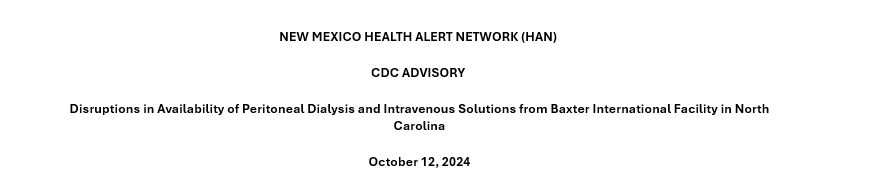 NEW MEXICO HEALTH ALERT NETWORK (HAN)
CDC ADVISORY
Disruptions in Availability of Peritoneal Dialysis and Intravenous Solutions from Baxter International Facility in North
Carolina
October 12, 2024